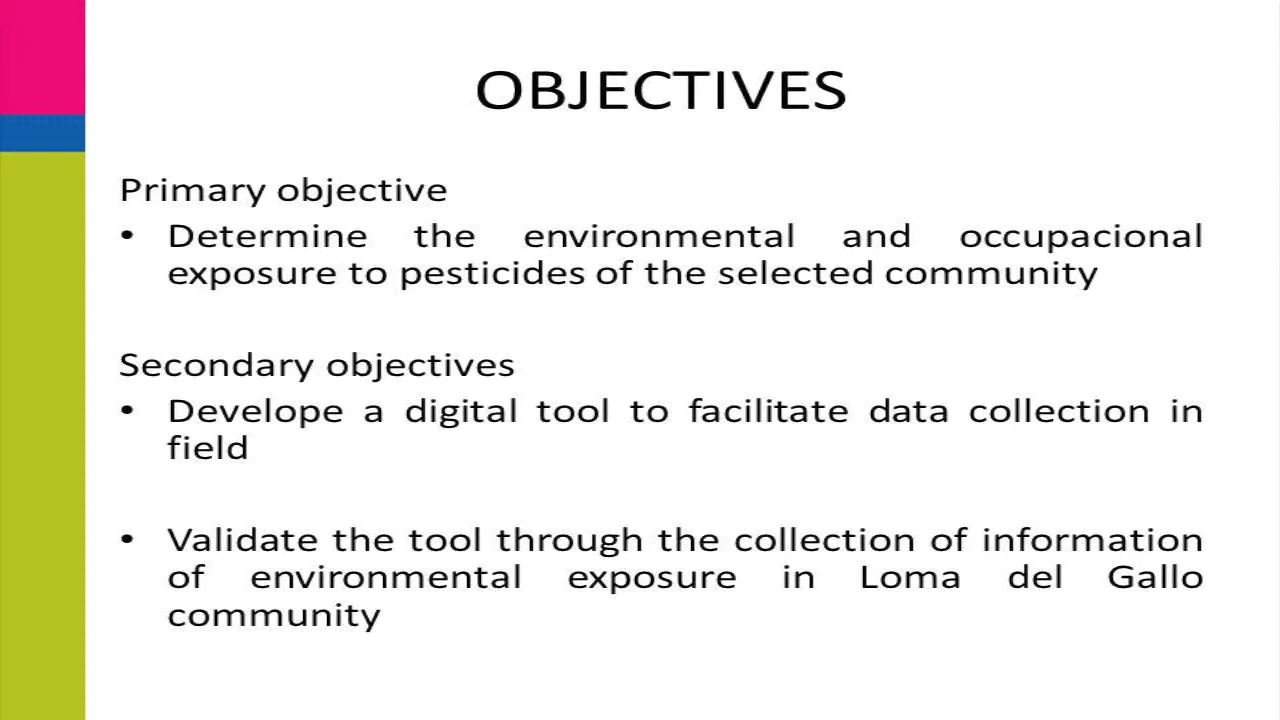 OBJECTIVES
Primary objective
• Determine the environmental and occupacional
exposure to pesticides of the selected community
Secondary objectives
• Develope a digital tool to facilitate data collection in
field
• Validate the tool through the collection of information
of environmental exposure in Loma del Gallo
community